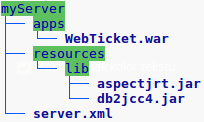 myServer
apps
WebTicket.war
resources
lib
aspectjrt.jar
db2jcc4.jar
server.xml